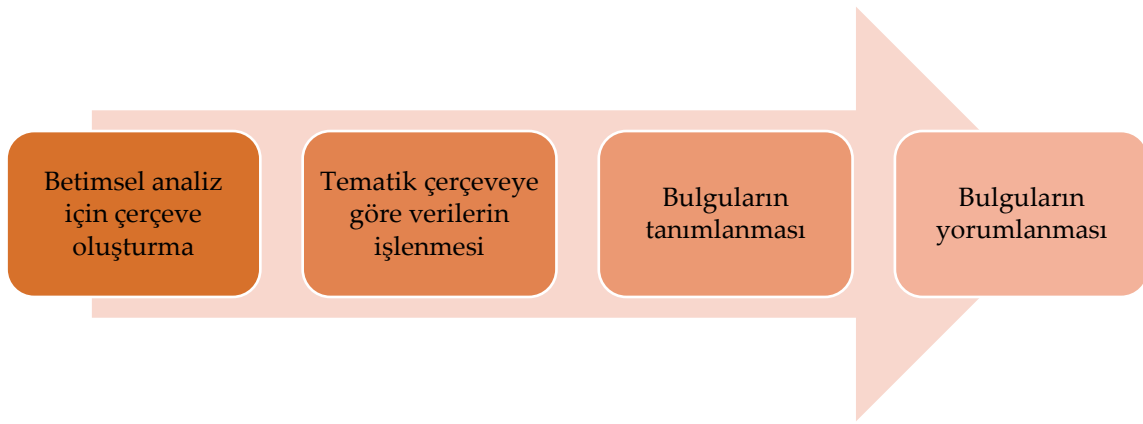 Betimsel analiz
için çerçeve
oluşturma
Tematik çerçeveye
göre verilerin
işlenmesi
Bulguların
tanımlanması
Bulguların
yorumlanması